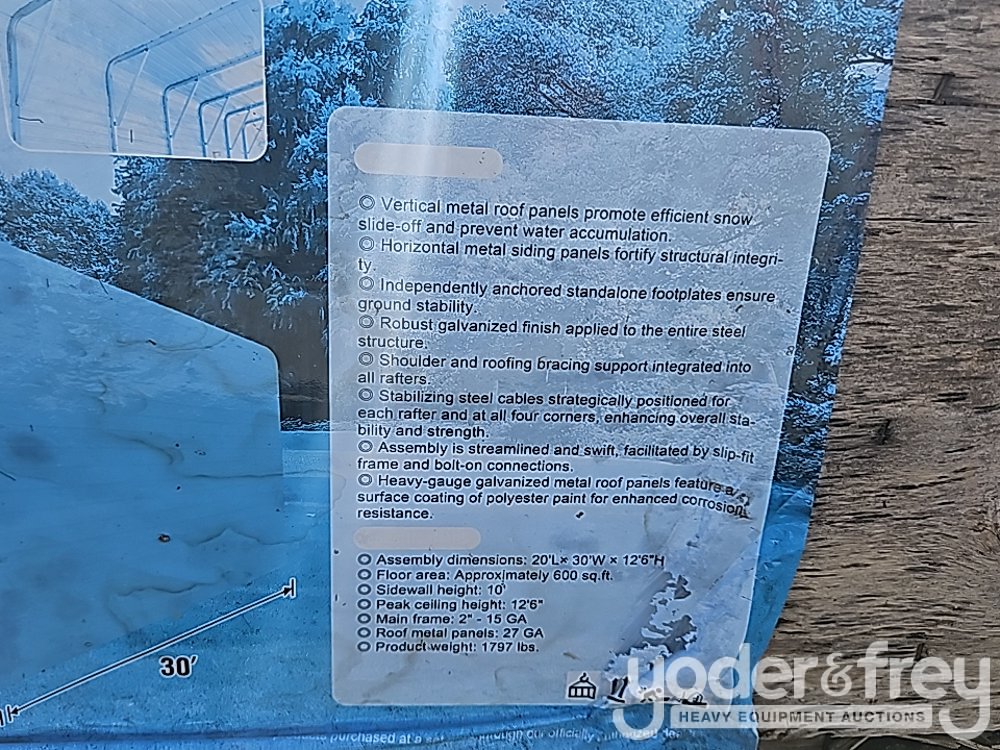 ◎ Vertical metal roof panels promote efficient snow
slide-off and prevent water accumulation.
◎ Horizontal metal siding panels fortify structural integri-
ty.
◎ Independently anchored standalone footplates ensure
ground stability.
◎ Robust galvanized finish applied to the entire steel
structure.
◎ Shoulder and roofing bracing support integrated into
all rafters.
◎ Stabilizing steel cables strategically positioned for
each rafter and at all four corners, enhancing overall sta-
bility and strength.
◎ Assembly is streamlined and swift, facilitated by slip-fit
frame and bolt-on connections.
◎ Heavy-gauge galvanized metal roof panels feature a
surface coating of polyester paint for enhanced corrosion
resistance.
◎ Assembly dimensions: 20'L× 30'W × 12'6"H
◎ Floor area: Approximately 600 sq.ft.
◎ Sidewall height: 10'
◎ Peak ceiling height: 12'6"
◎ Main frame: 2" - 15 GA
◎ Roof metal panels: 27 GA
◎ Product weight: 1797 lbs.
30'
purchased at a
our officially
yoder&frey
HEAVY EQUIPMENT AUCTIONS